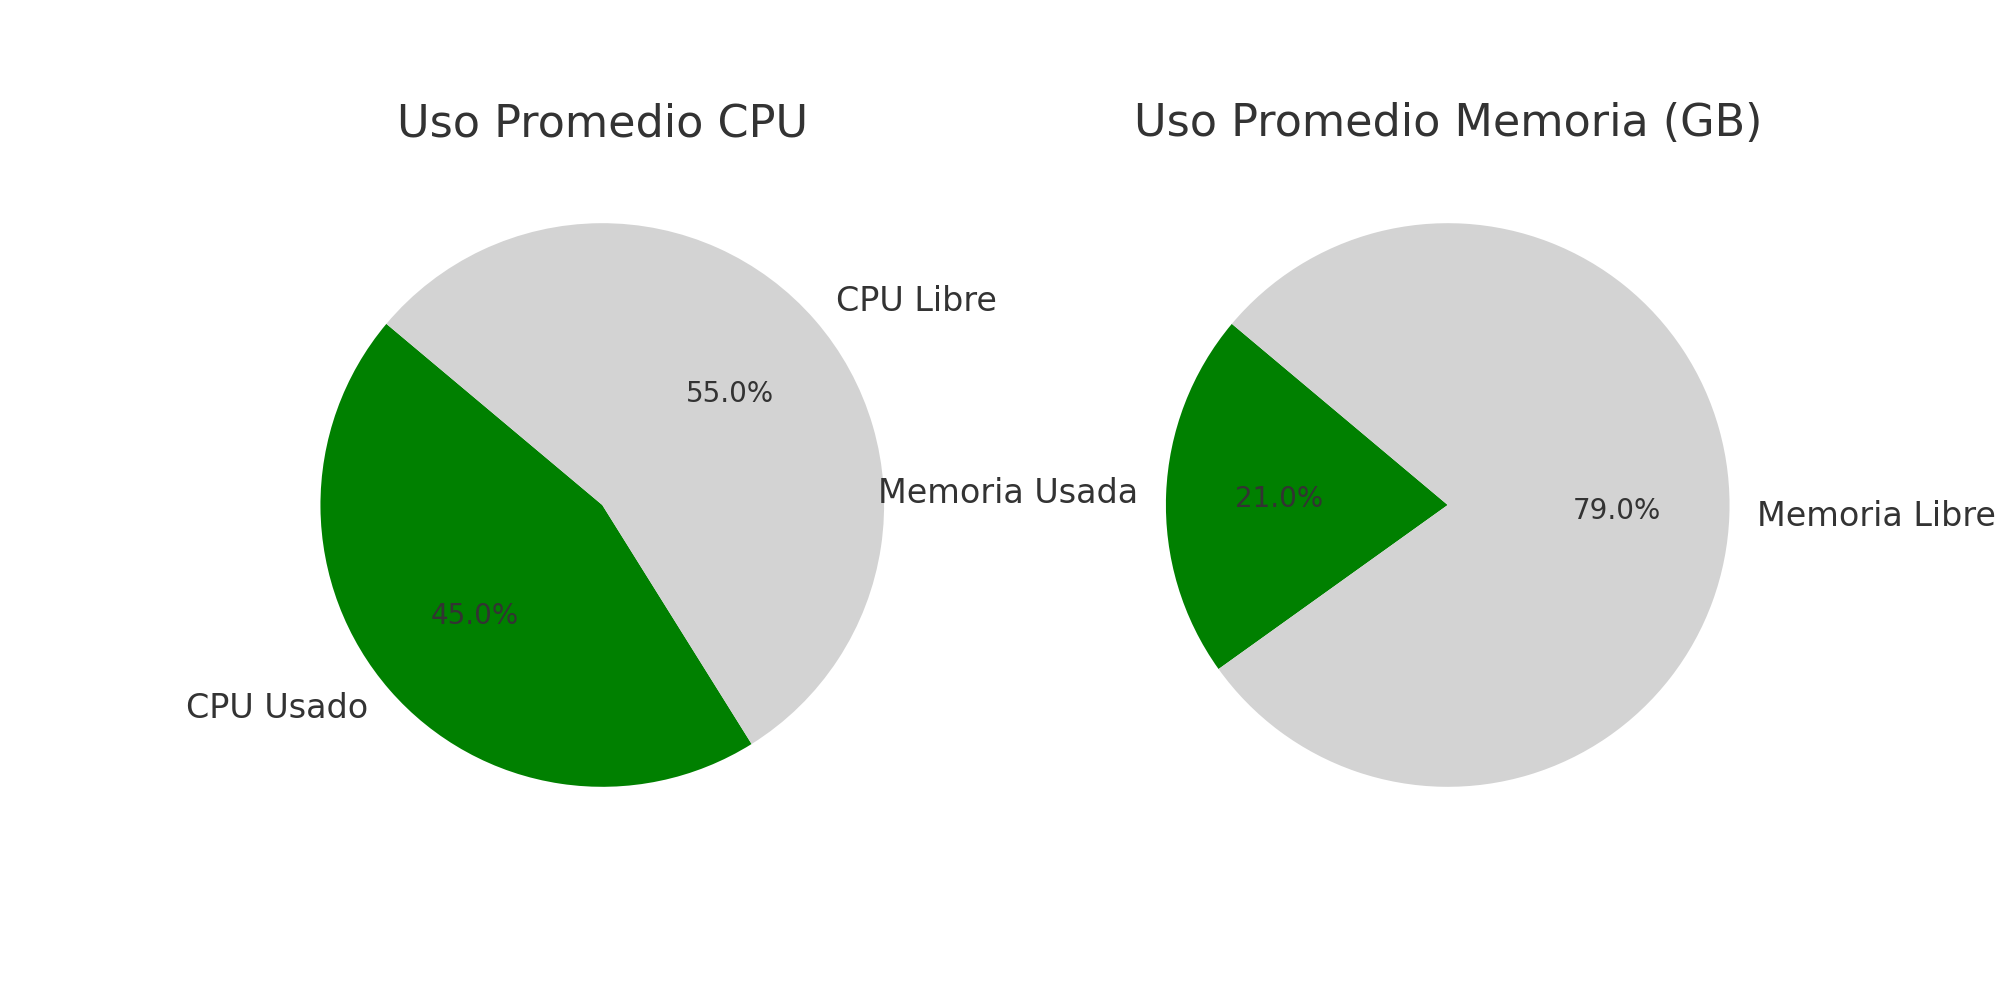 Uso Promedio CPU
CPU Libre
55.0%
45.0%
CPU Usado
Uso Promedio Memoria (GB)
Memoria Usada
21.0%
79.0%
Memoria Libre